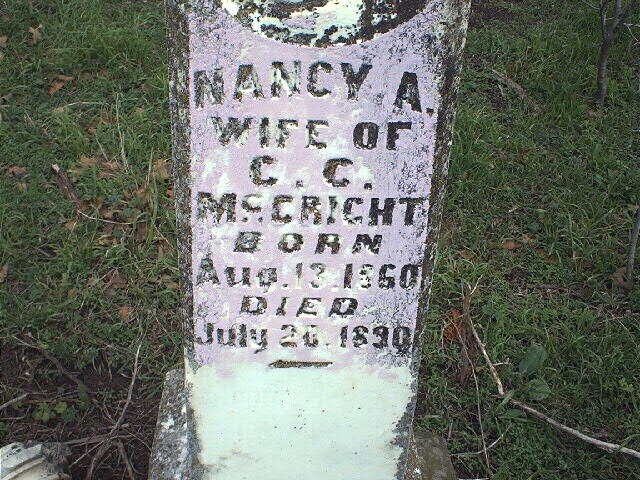 NANCY A.
WIFE OF
C. C.
McCRIGHT
BORN
Aug. 13, 1860
DIED
July 26, 1890